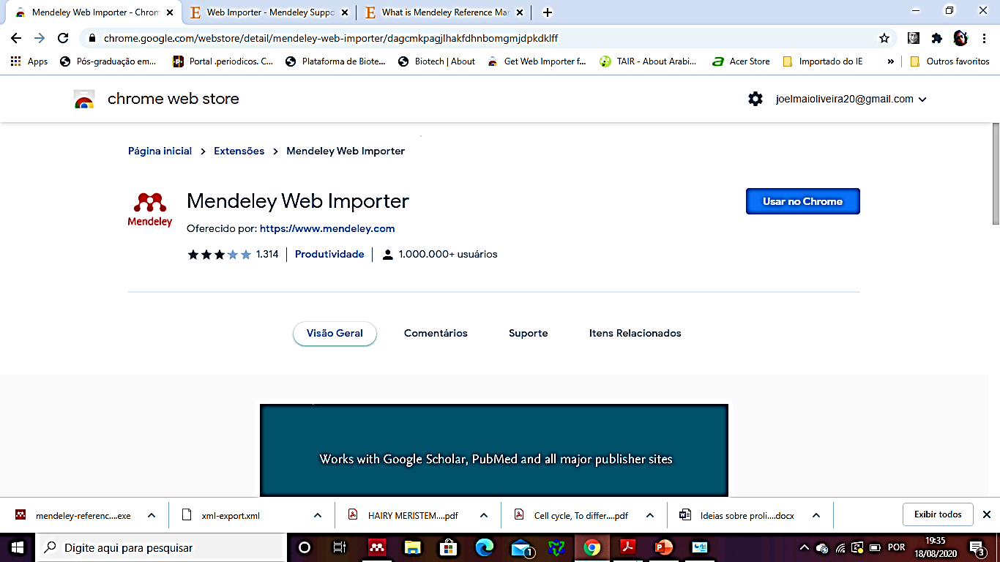 Mendeley Web Importer - Chrom
Web Importer - Mendeley Suppo
What is Mendeley Reference Mar
chrome.google.com/webstore/detail/mendeley-web-importer/dagcmkpagjlhakfdhnbomgmjdpkdklff
Apps
Pós-graduação em...
Portal .periodicos. C...
Plataforma de Biote...
Biotech | About
Get Web Importer f...
TAIR - About Arabi...
Acer Store
Importado do IE
»
Outros favoritos
chrome web store
joelmaioliveira20@gmail.com
Página inicial > Extensões > Mendeley Web Importer
Mendeley
Mendeley Web Importer
Usar no Chrome
Oferecido por: https://www.mendeley.com
1.314 | Produtividade | 1.000.000+ usuários
Visão Geral
Comentários
Suporte
Itens Relacionados
Works with Google Scholar, PubMed and all major publisher sites
mendeley-referenc....exe
xml-export.xml
HAIRY MERISTEM....pdf
Cell cycle, To differ....pdf
Ideias sobre proli....docx
Exibir todos
Digite aqui para pesquisar
1
POR
19:35
18/08/2020
3